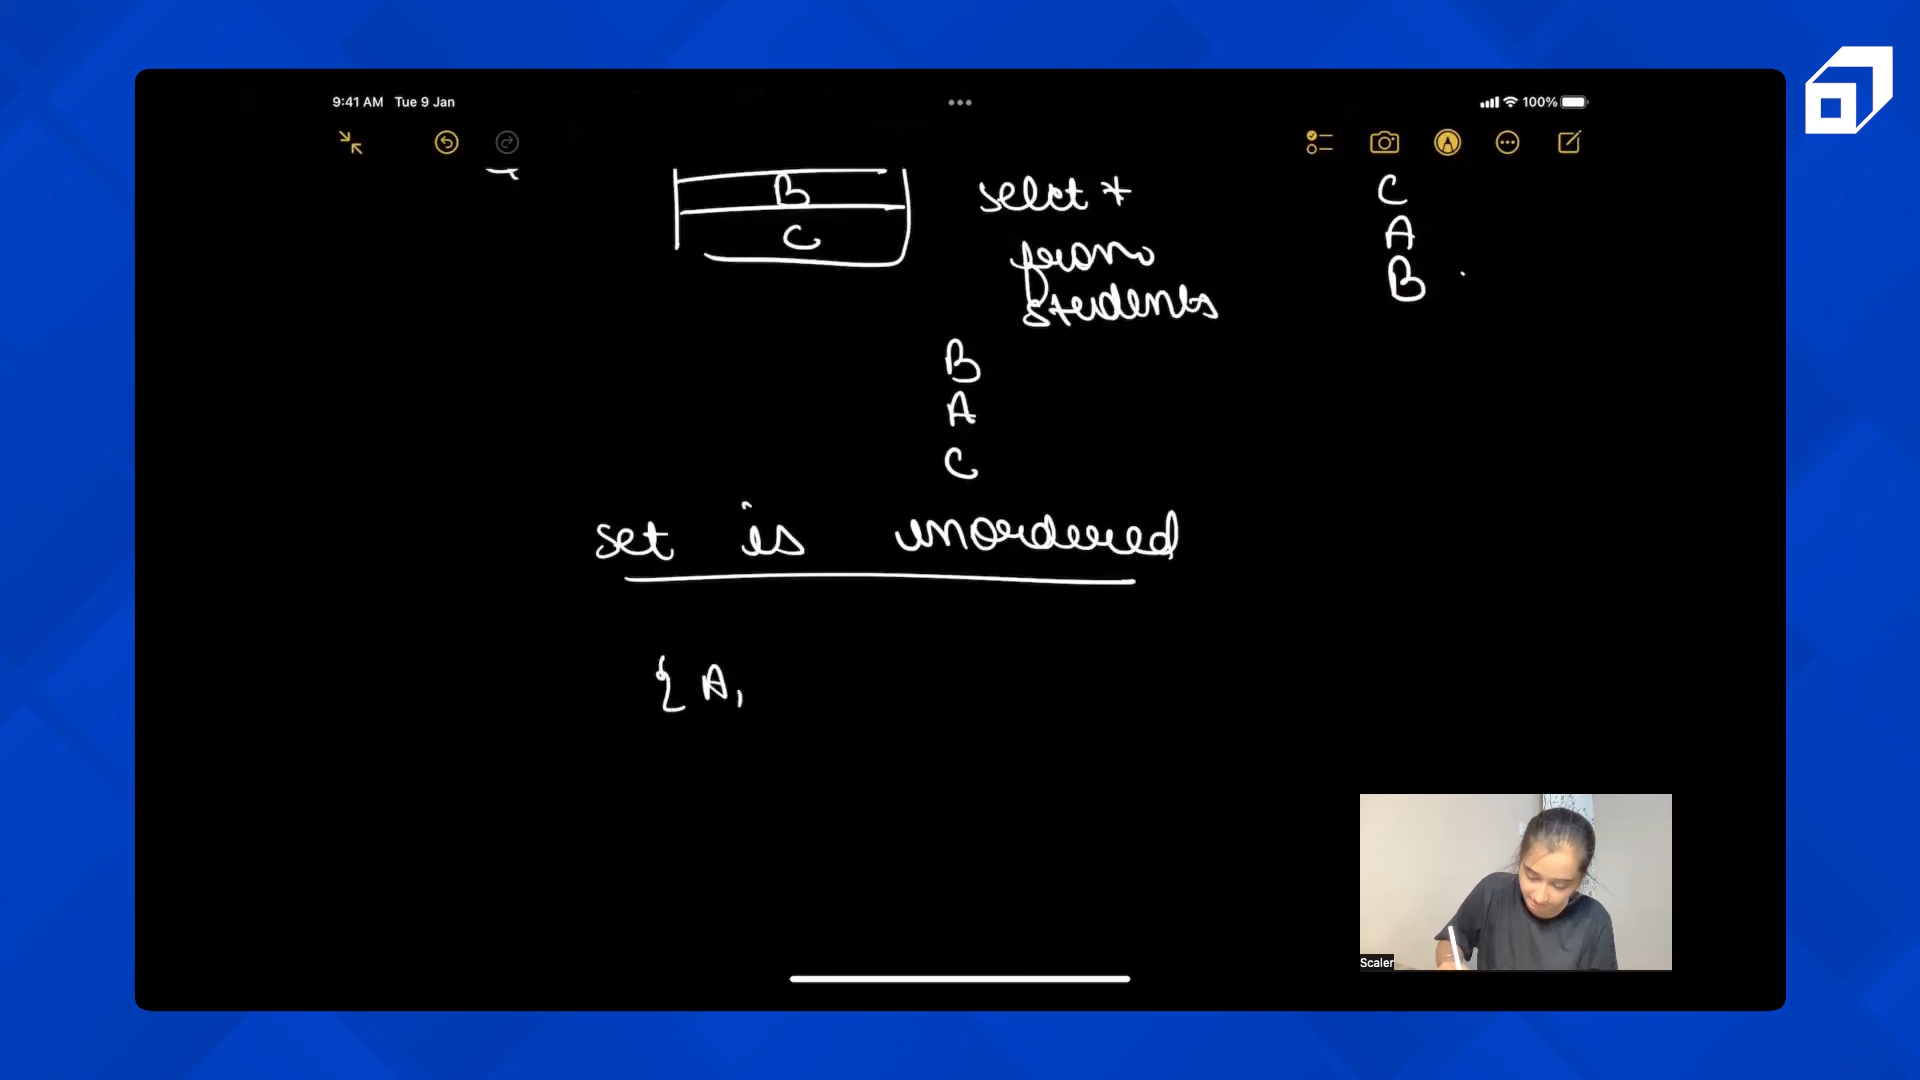 9:41 AM Tue 9 Jan
100%
B
C
select *
from
students
C
A
B
B
A
C
set is unordered
{ A,
Scaler